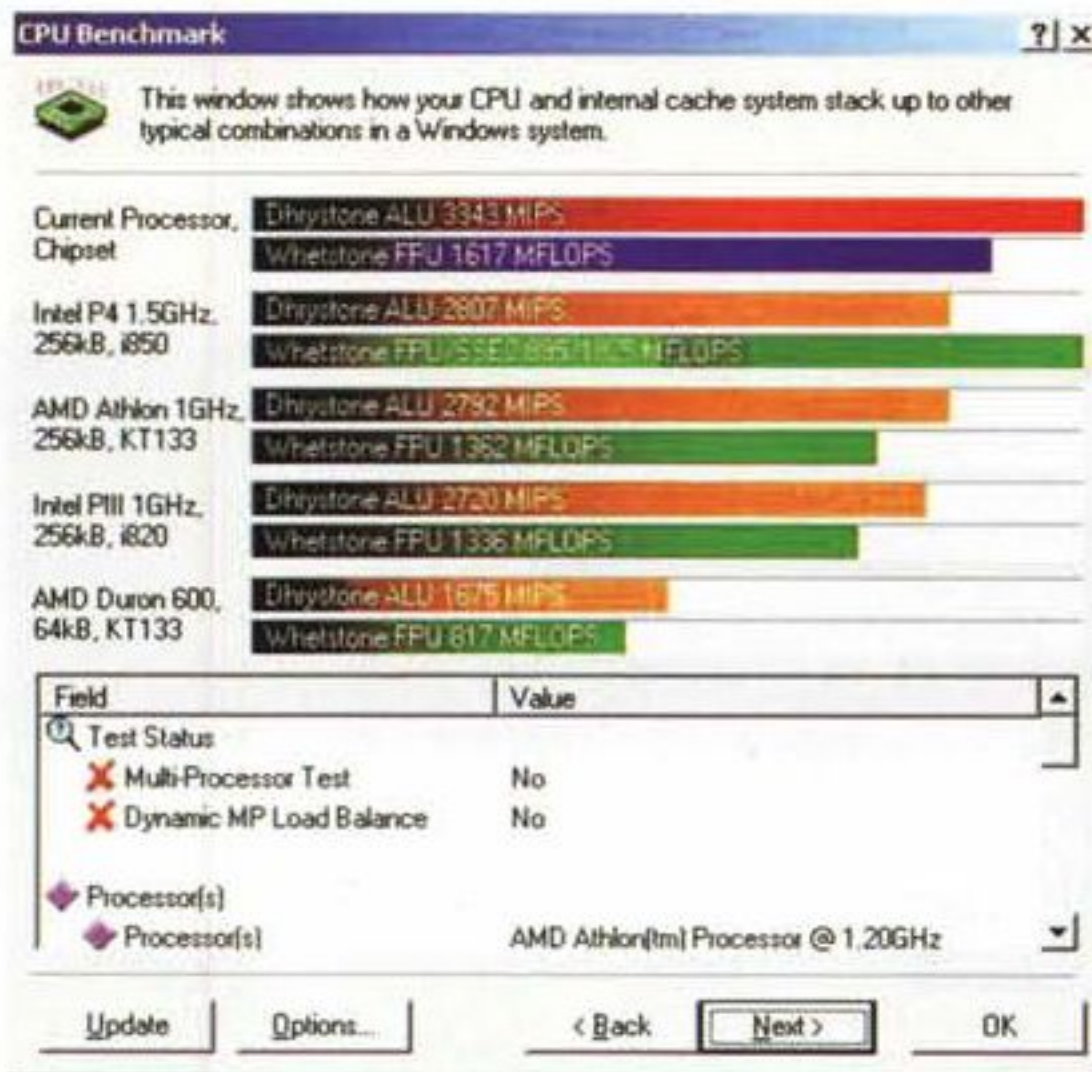 CPU Benchmark
This window shows how your CPU and internal cache system stack up to other
typical combinations in a Windows system.
Current Processor,
Chipset
Dhrystone ALU 3343 MIPS
Whetstone FPU 1617 MFLOPS
Intel P4 1.5GHz,
256kB, i850
Dhrystone ALU 2807 MIPS
Whetstone FPU/SSE2 MFLOPS
AMD Athlon 1GHz,
256kB, KT133
Dhrystone ALU 2792 MIPS
Whetstone FPU 1362 MFLOPS
Intel PIII 1GHz,
256kB, i820
Dhrystone ALU 2720 MIPS
Whetstone FPU 1336 MFLOPS
AMD Duron 600,
64kB, KT133
Dhrystone ALU 1675 MIPS
Whetstone FPU 817 MFLOPS
Field Value
Test Status
Multi-Processor Test No
Dynamic MP Load Balance No
Processor(s)
Processor(s) AMD Athlon(tm) Processor @ 1.20GHz
Update Options... < Back Next > OK